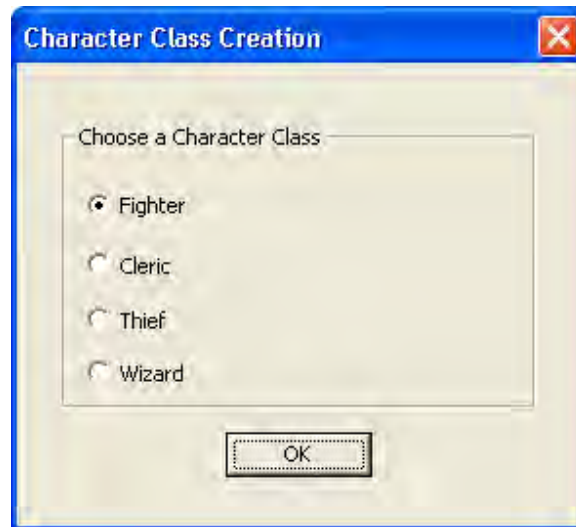 Character Class Creation
Choose a Character Class
Fighter
Cleric
Thief
Wizard
OK